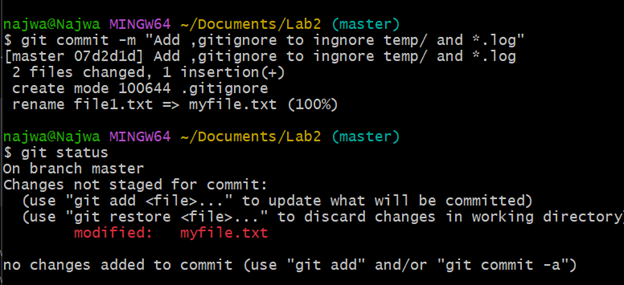 najwa@Najwa MINGW64 ~/Documents/Lab2 (master)
$ git commit -m "Add ,gitignore to ingnore temp/ and *.log"
[master 07d2d1d] Add ,gitignore to ingnore temp/ and *.log
 2 files changed, 1 insertion(+)
 create mode 100644 .gitignore
 rename file1.txt => myfile.txt (100%)
najwa@Najwa MINGW64 ~/Documents/Lab2 (master)
$ git status
On branch master
Changes not staged for commit:
  (use "git add <file>..." to update what will be committed)
  (use "git restore <file>..." to discard changes in working directory)
        modified:   myfile.txt
no changes added to commit (use "git add" and/or "git commit -a")